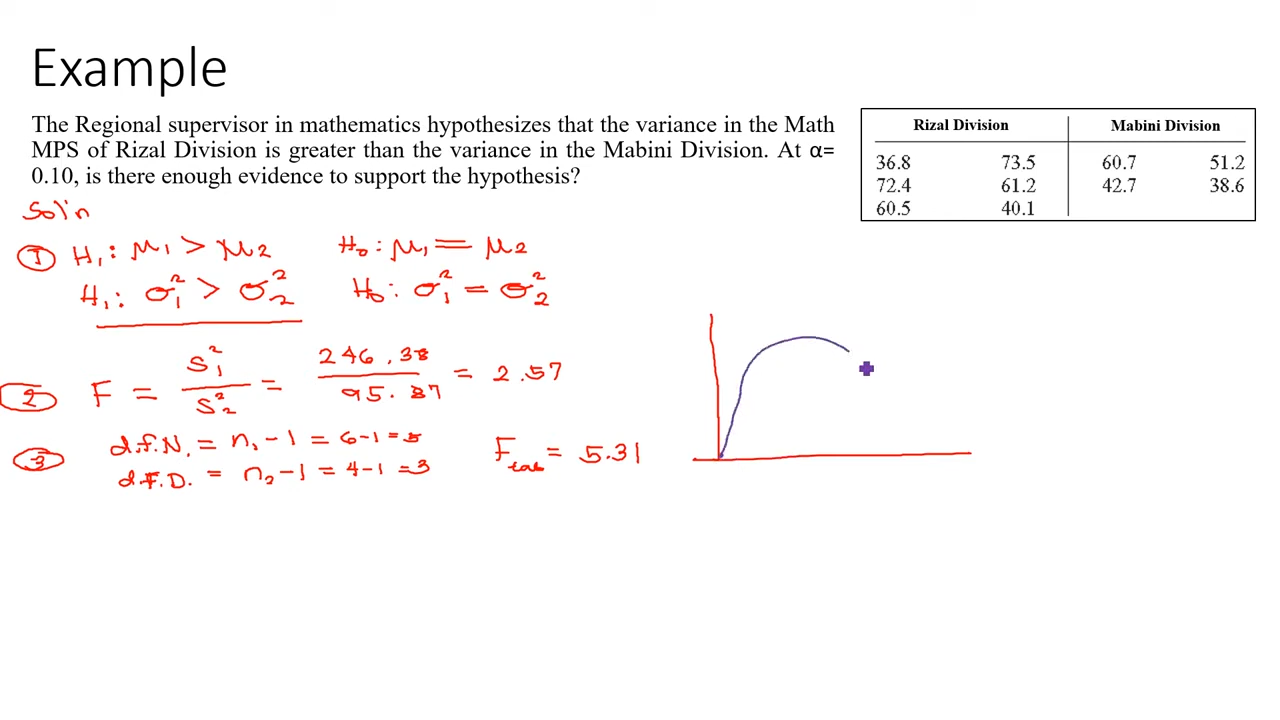 Example
The Regional supervisor in mathematics hypothesizes that the variance in the Math
MPS of Rizal Division is greater than the variance in the Mabini Division. At α=
0.10, is there enough evidence to support the hypothesis?
Rizal Division Mabini Division
36.8 73.5 60.7 51.2
72.4 61.2 42.7 38.6
60.5 40.1
Sol'n
① H₁: μ₁ > μ₂ H₀: μ₁ = μ₂
H₁: σ₁² > σ₂² H₀: σ₁² = σ₂²
② F = s₁²/s₂² = 246.38/95.87 = 2.57
③ d.f.N. = n₁-1 = 6-1=5 F tab = 5.31
d.F.D. = n₂-1 = 4-1=3